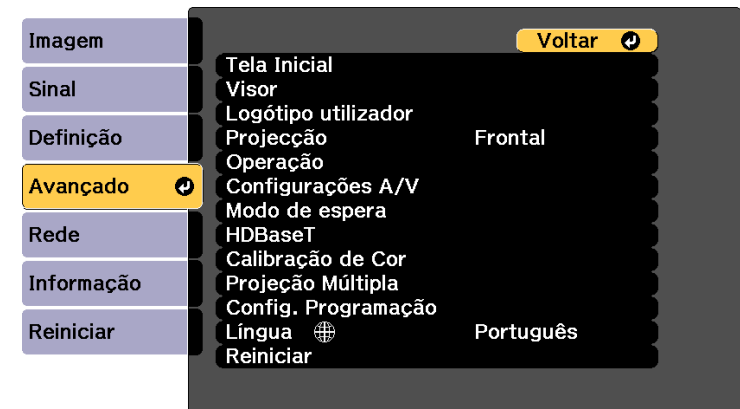 Imagem
Sinal
Definição
Avançado
Rede
Informação
Reiniciar
Voltar
Tela Inicial
Visor
Logótipo utilizador
Projecção Frontal
Operação
Configurações A/V
Modo de espera
HDBaseT
Calibração de Cor
Projeção Múltipla
Config. Programação
Língua Português
Reiniciar